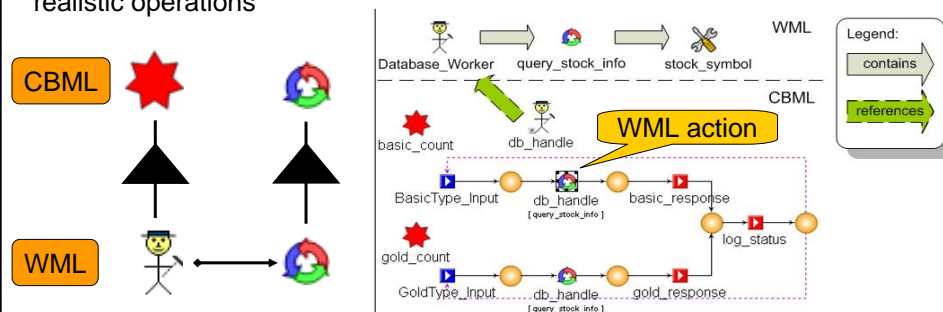 realistic operations
CBML
WML
WML
Database_Worker
query_stock_info
stock_symbol
CBML
basic_count
db_handle
WML action
BasicType_Input
db_handle
[ query_stock_info ]
basic_response
gold_count
log_status
GoldType_Input
db_handle
[ query_stock_info ]
gold_response
Legend:
contains
references